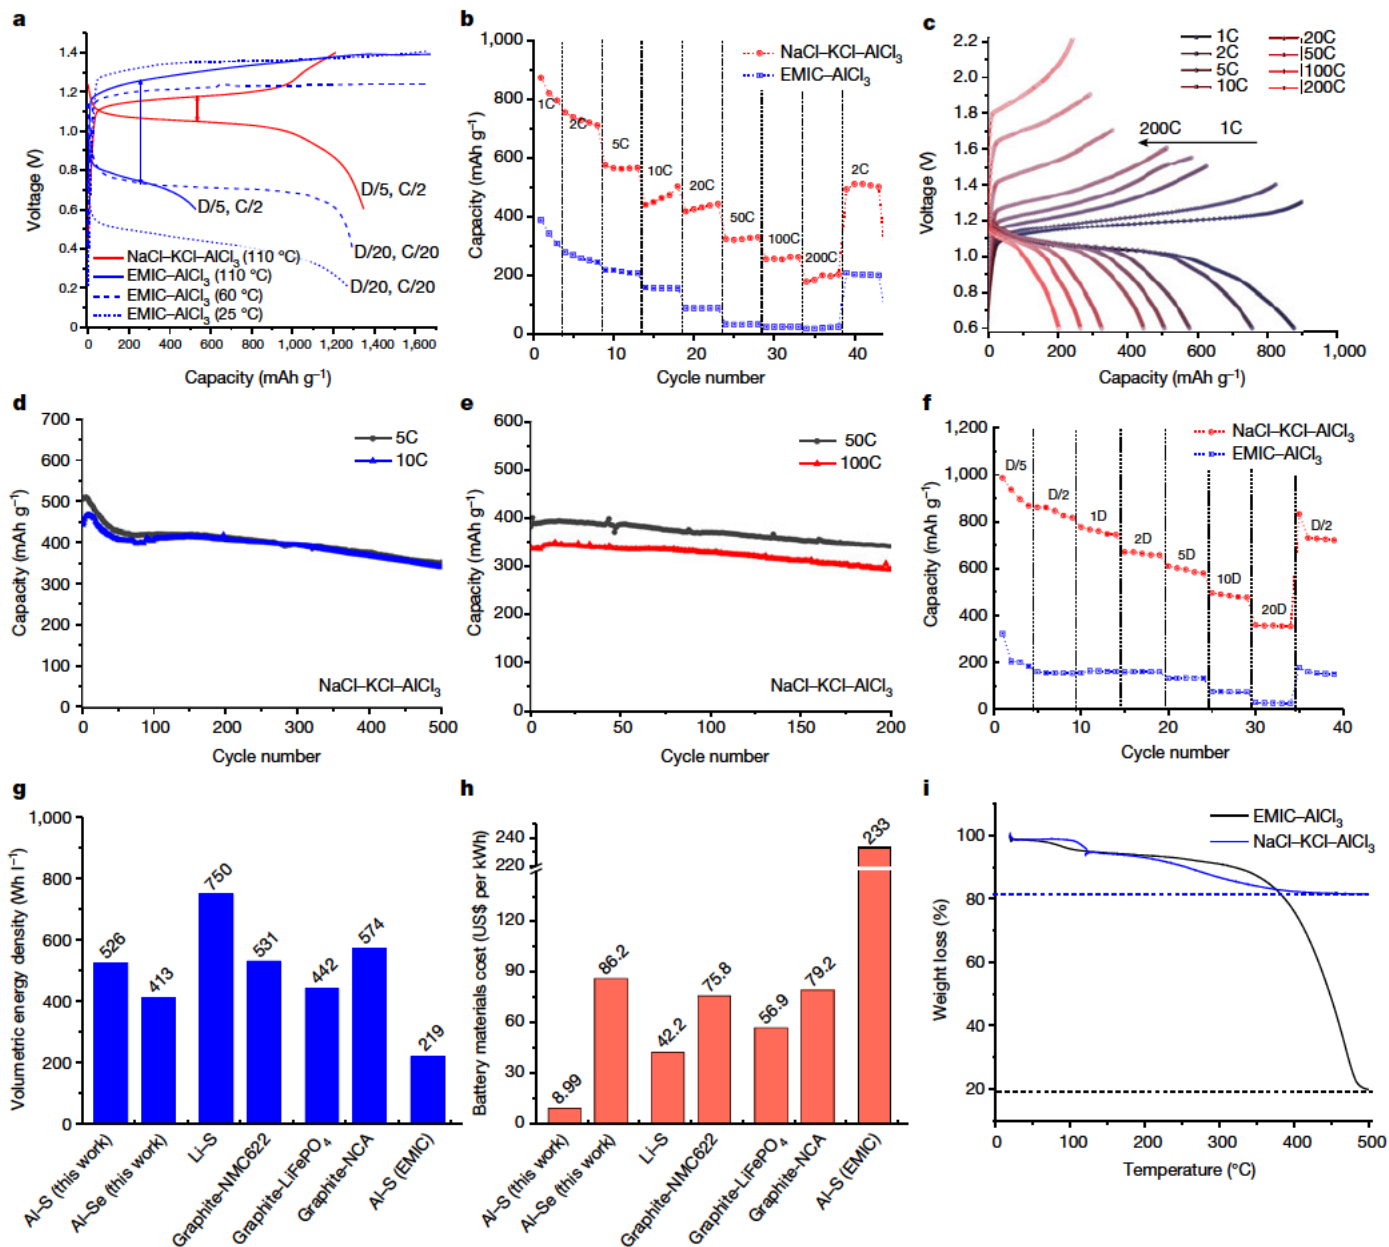 a
Voltage (V)
1.4
1.2
1.0
0.8
0.6
0.4
0.2
0
0 200 400 600 800 1,000 1,200 1,400 1,600
Capacity (mAh g⁻¹)
D/5, C/2
D/5, C/2
D/20, C/20
D/20, C/20
NaCl–KCl–AlCl₃ (110 °C)
EMIC–AlCl₃ (110 °C)
EMIC–AlCl₃ (60 °C)
EMIC–AlCl₃ (25 °C)
b
Capacity (mAh g⁻¹)
1,000
800
600
400
200
0
0 10 20 30 40
Cycle number
NaCl–KCl–AlCl₃
EMIC–AlCl₃
1C
2C
5C
10C
20C
50C
100C
200C
2C
c
Voltage (V)
2.2
2.0
1.8
1.6
1.4
1.2
1.0
0.8
0.6
0 200 400 600 800 1,000
Capacity (mAh g⁻¹)
1C
2C
5C
10C
20C
50C
100C
200C
200C 1C
d
Capacity (mAh g⁻¹)
700
600
500
400
300
200
100
0
0 100 200 300 400 500
Cycle number
5C
10C
NaCl–KCl–AlCl₃
e
Capacity (mAh g⁻¹)
600
500
400
300
200
100
0
0 50 100 150 200
Cycle number
50C
100C
NaCl–KCl–AlCl₃
f
Capacity (mAh g⁻¹)
1,200
1,000
800
600
400
200
0
0 10 20 30 40
Cycle number
NaCl–KCl–AlCl₃
EMIC–AlCl₃
D/5
D/2
1D
2D
5D
10D
20D
D/2
g
Volumetric energy density (Wh l⁻¹)
1,000
800
600
400
200
0
526
413
750
531
442
574
219
Al–S (this work)
Al–Se (this work)
Li–S
Graphite-NMC622
Graphite-LiFePO₄
Graphite-NCA
Al–S (EMIC)
h
Battery materials cost (US$ per kWh)
240
220
120
90
60
30
0
8.99
86.2
42.2
75.8
56.9
79.2
233
Al–S (this work)
Al–Se (this work)
Li–S
Graphite-NMC622
Graphite-LiFePO₄
Graphite-NCA
Al–S (EMIC)
i
Weight loss (%)
100
80
60
40
20
0 100 200 300 400 500
Temperature (°C)
EMIC–AlCl₃
NaCl–KCl–AlCl₃